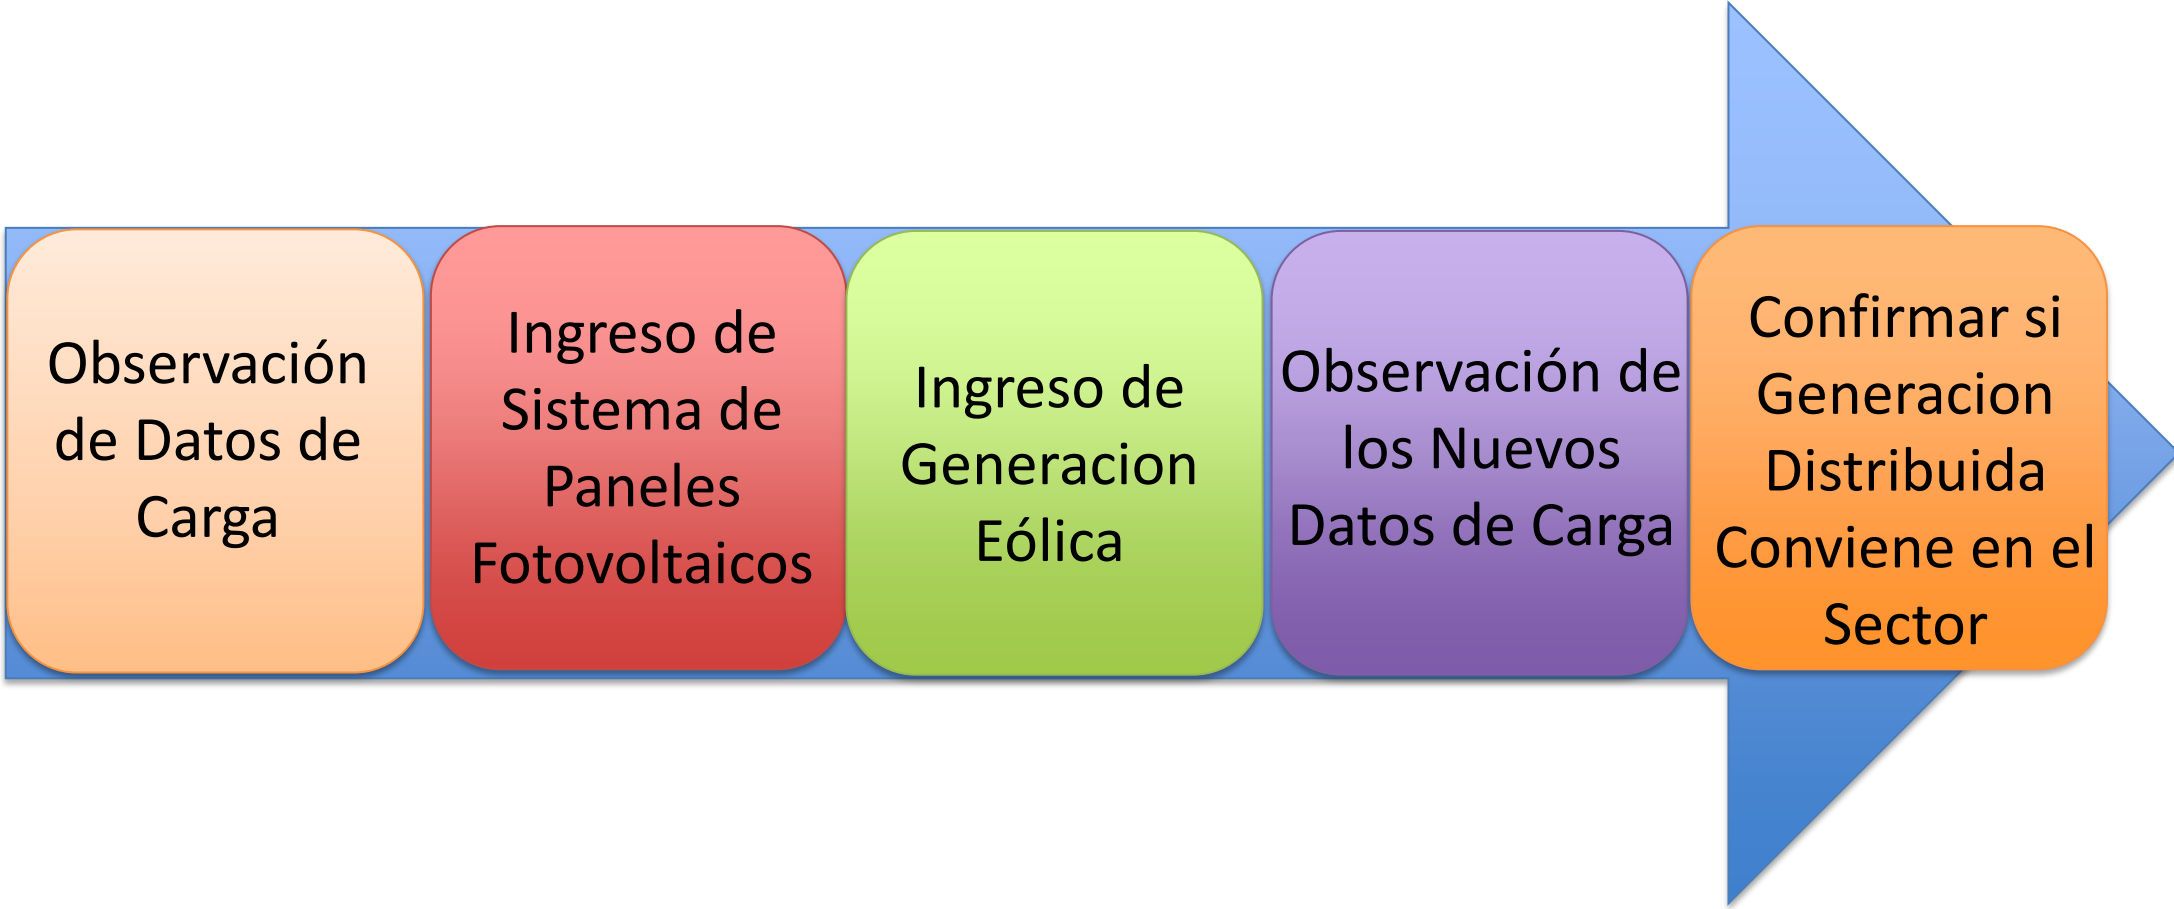 Observación
de Datos de
Carga
Ingreso de
Sistema de
Paneles
Fotovoltaicos
Ingreso de
Generacion
Eólica
Observación de
los Nuevos
Datos de Carga
Confirmar si
Generacion
Distribuida
Conviene en el
Sector